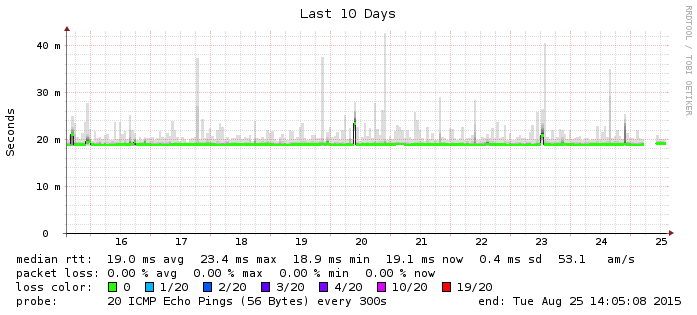 Last 10 Days
RRDTOOL / TOBI OETIKER
Seconds
40 m
30 m
20 m
10 m
0
16 17 18 19 20 21 22 23 24 25
median rtt: 19.0 ms avg 23.4 ms max 18.9 ms min 19.1 ms now 0.4 ms sd 53.1 am/s
packet loss: 0.00 % avg 0.00 % max 0.00 % min 0.00 % now
loss color: 0 1/20 2/20 3/20 4/20 10/20 19/20
probe: 20 ICMP Echo Pings (56 Bytes) every 300s end: Tue Aug 25 14:05:08 2015